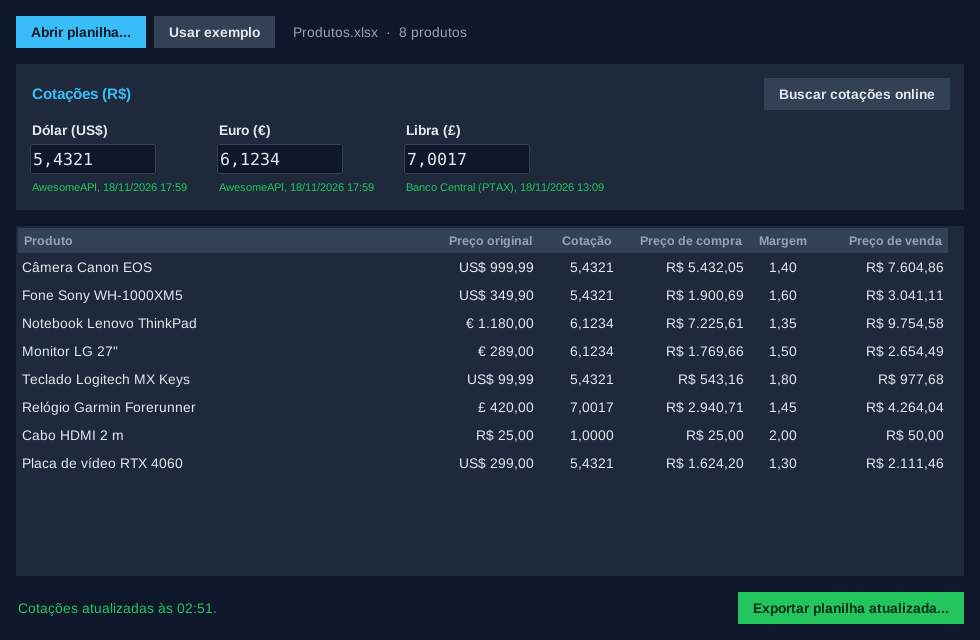 Abrir planilha... Usar exemplo Produtos.xlsx · 8 produtos
Cotações (R$) Buscar cotações online
Dólar (US$) Euro (€) Libra (£)
5,4321 6,1234 7,0017
AwesomeAPI, 18/11/2026 17:59 AwesomeAPI, 18/11/2026 17:59 Banco Central (PTAX), 18/11/2026 13:09
Produto Preço original Cotação Preço de compra Margem Preço de venda
Câmera Canon EOS US$ 999,99 5,4321 R$ 5.432,05 1,40 R$ 7.604,86
Fone Sony WH-1000XM5 US$ 349,90 5,4321 R$ 1.900,69 1,60 R$ 3.041,11
Notebook Lenovo ThinkPad € 1.180,00 6,1234 R$ 7.225,61 1,35 R$ 9.754,58
Monitor LG 27" € 289,00 6,1234 R$ 1.769,66 1,50 R$ 2.654,49
Teclado Logitech MX Keys US$ 99,99 5,4321 R$ 543,16 1,80 R$ 977,68
Relógio Garmin Forerunner £ 420,00 7,0017 R$ 2.940,71 1,45 R$ 4.264,04
Cabo HDMI 2 m R$ 25,00 1,0000 R$ 25,00 2,00 R$ 50,00
Placa de vídeo RTX 4060 US$ 299,00 5,4321 R$ 1.624,20 1,30 R$ 2.111,46
Cotações atualizadas às 02:51. Exportar planilha atualizada...